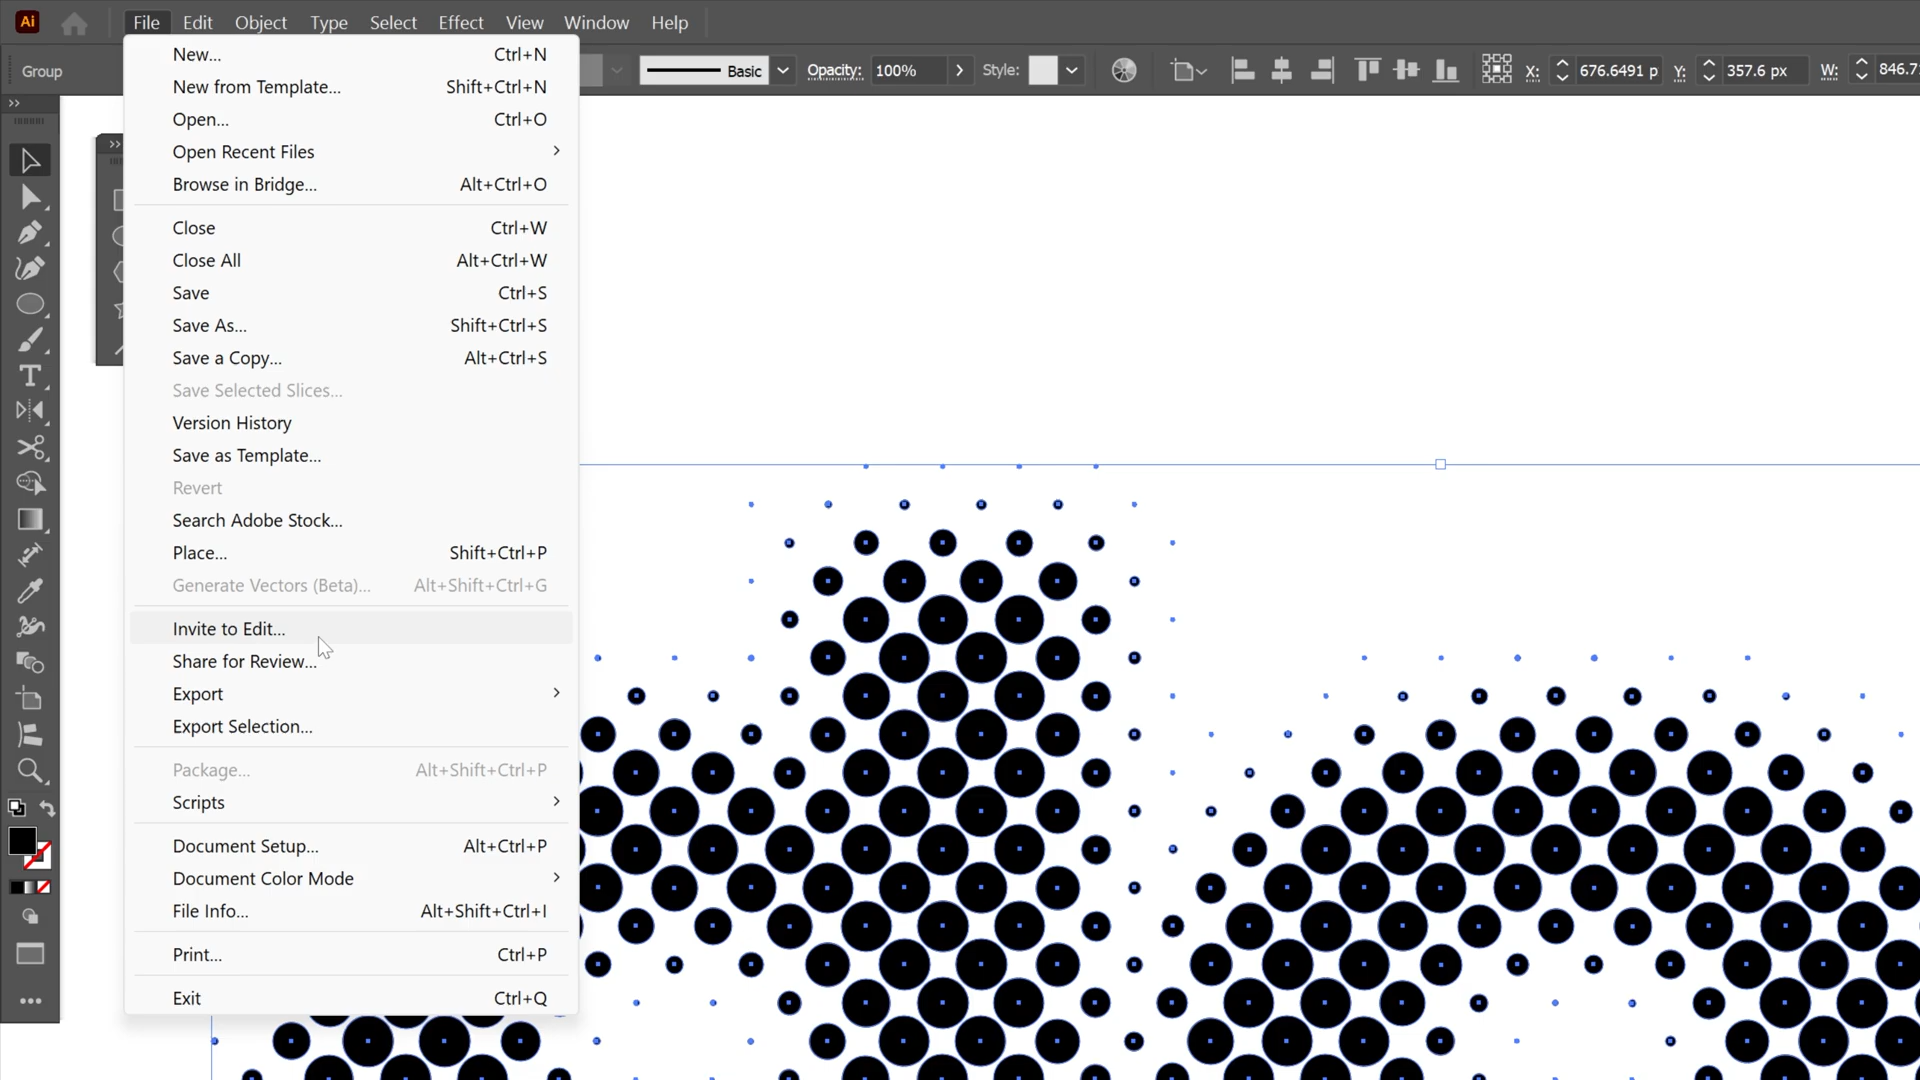 Ai
File Edit Object Type Select Effect View Window Help
Group
Basic
Opacity: 100%
Style:
X: 676.6491 p
Y: 357.6 px
W: 846.7
New... Ctrl+N
New from Template... Shift+Ctrl+N
Open... Ctrl+O
Open Recent Files
Browse in Bridge... Alt+Ctrl+O
Close Ctrl+W
Close All Alt+Ctrl+W
Save Ctrl+S
Save As... Shift+Ctrl+S
Save a Copy... Alt+Ctrl+S
Save Selected Slices...
Version History
Save as Template...
Revert
Search Adobe Stock...
Place... Shift+Ctrl+P
Generate Vectors (Beta)... Alt+Shift+Ctrl+G
Invite to Edit...
Share for Review...
Export
Export Selection...
Package... Alt+Shift+Ctrl+P
Scripts
Document Setup... Alt+Ctrl+P
Document Color Mode
File Info... Alt+Shift+Ctrl+I
Print... Ctrl+P
Exit Ctrl+Q